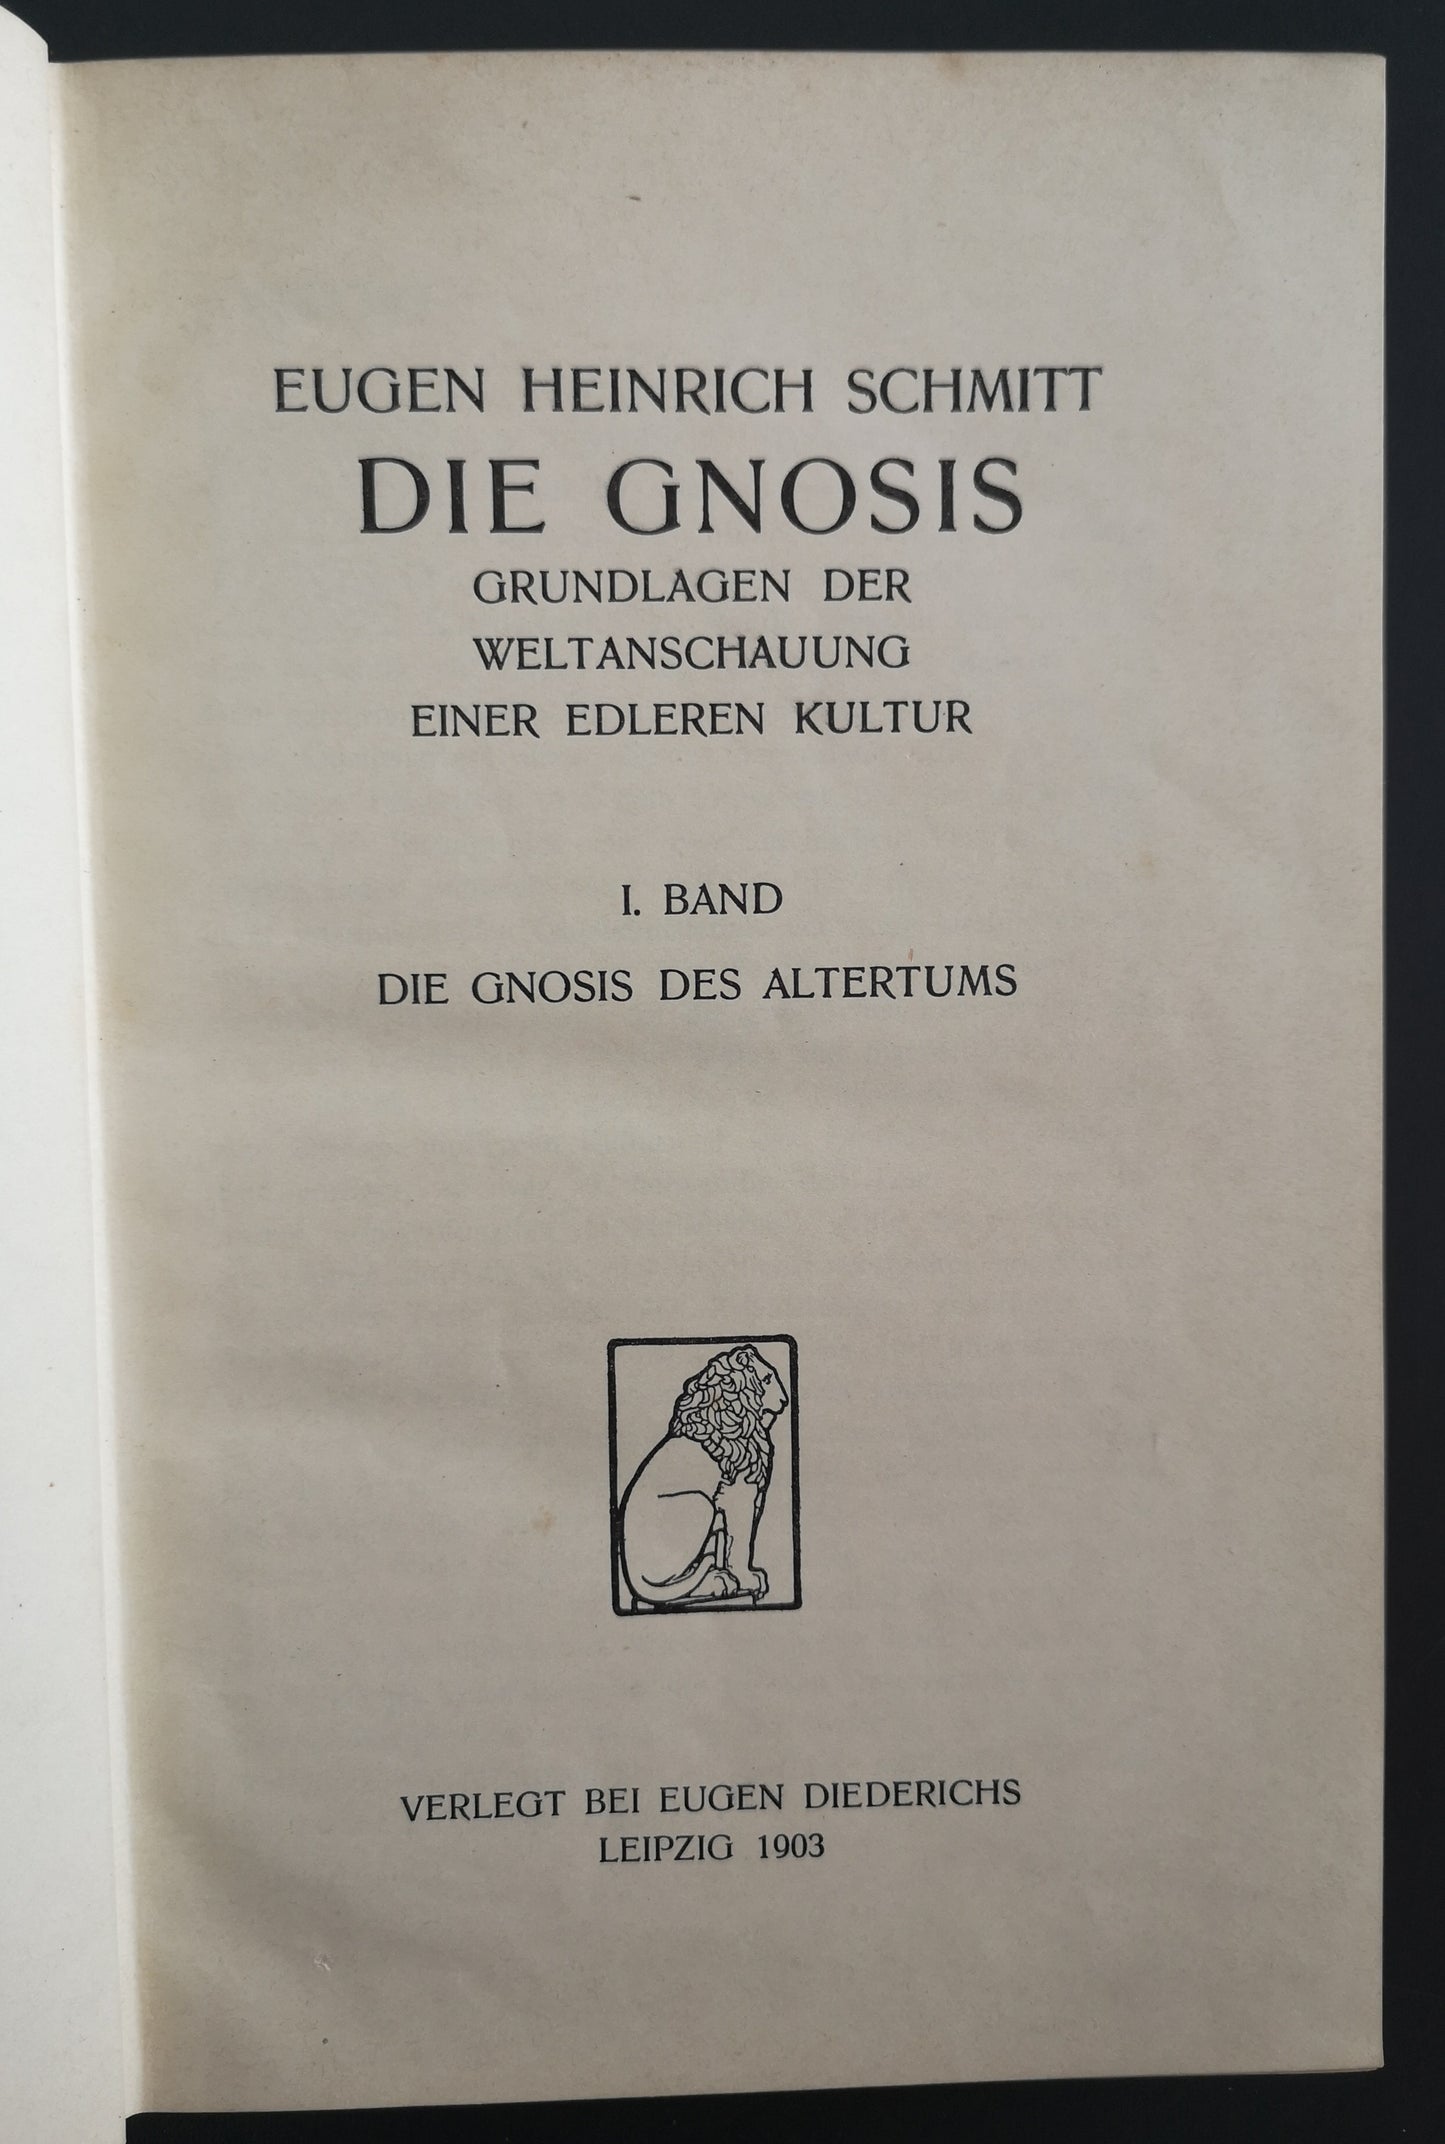 EUGEN HEINRICH SCHMITT
DIE GNOSIS
GRUNDLAGEN DER
WELTANSCHAUUNG
EINER EDLEREN KULTUR
I. BAND
DIE GNOSIS DES ALTERTUMS
VERLEGT BEI EUGEN DIEDERICHS
LEIPZIG 1903